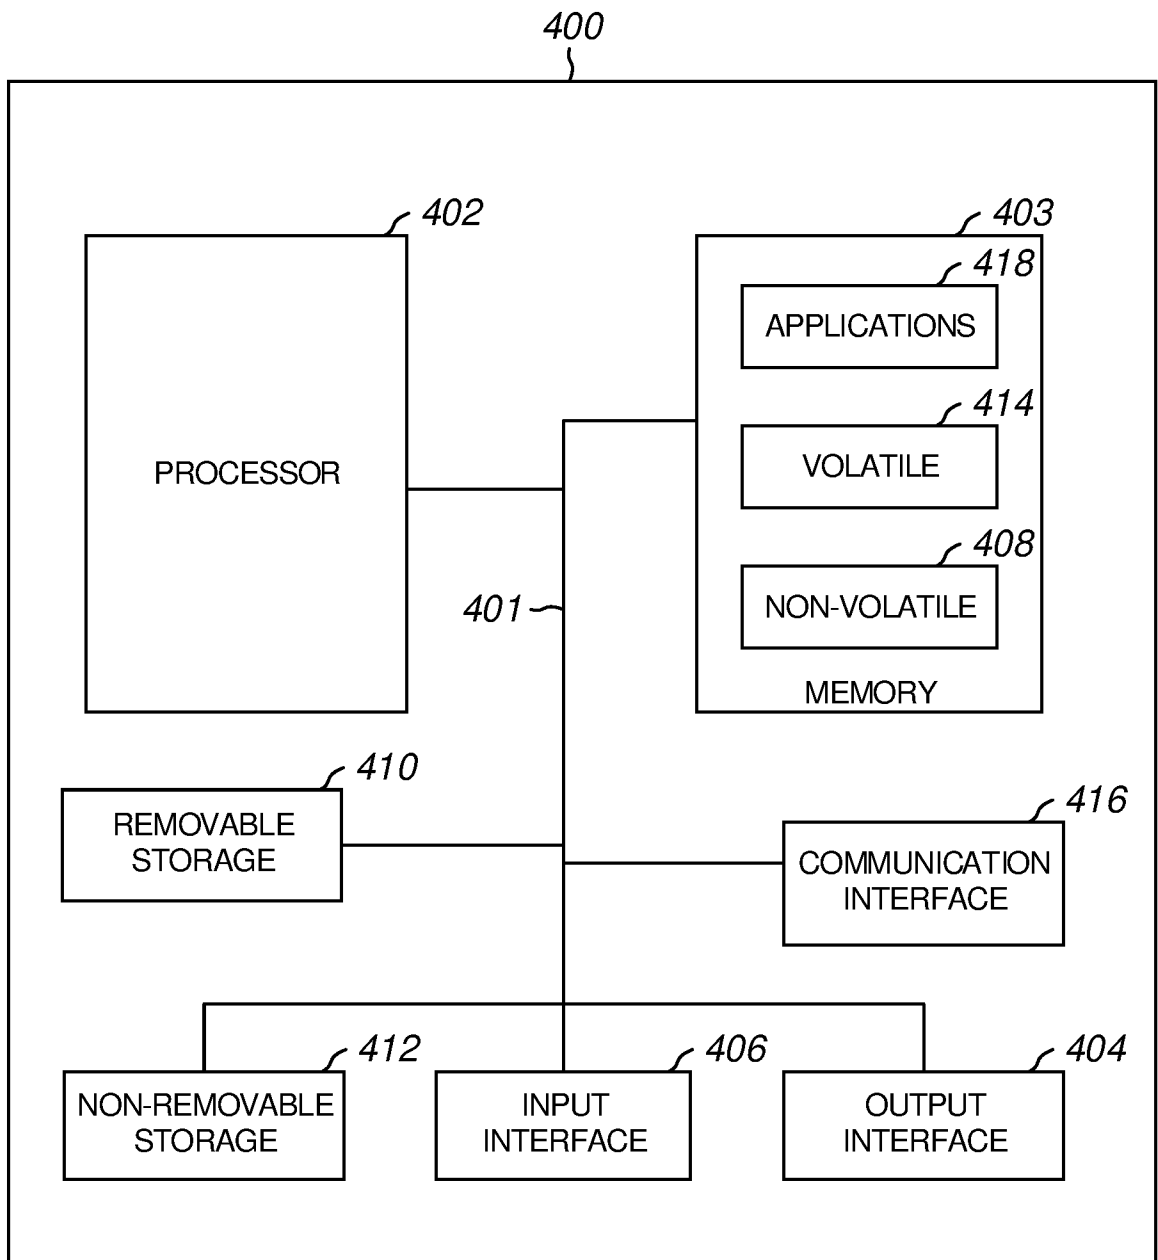 400
402
403
418
APPLICATIONS
414
VOLATILE
408
NON-VOLATILE
MEMORY
PROCESSOR
401
410
REMOVABLE
STORAGE
416
COMMUNICATION
INTERFACE
412
NON-REMOVABLE
STORAGE
406
INPUT
INTERFACE
404
OUTPUT
INTERFACE